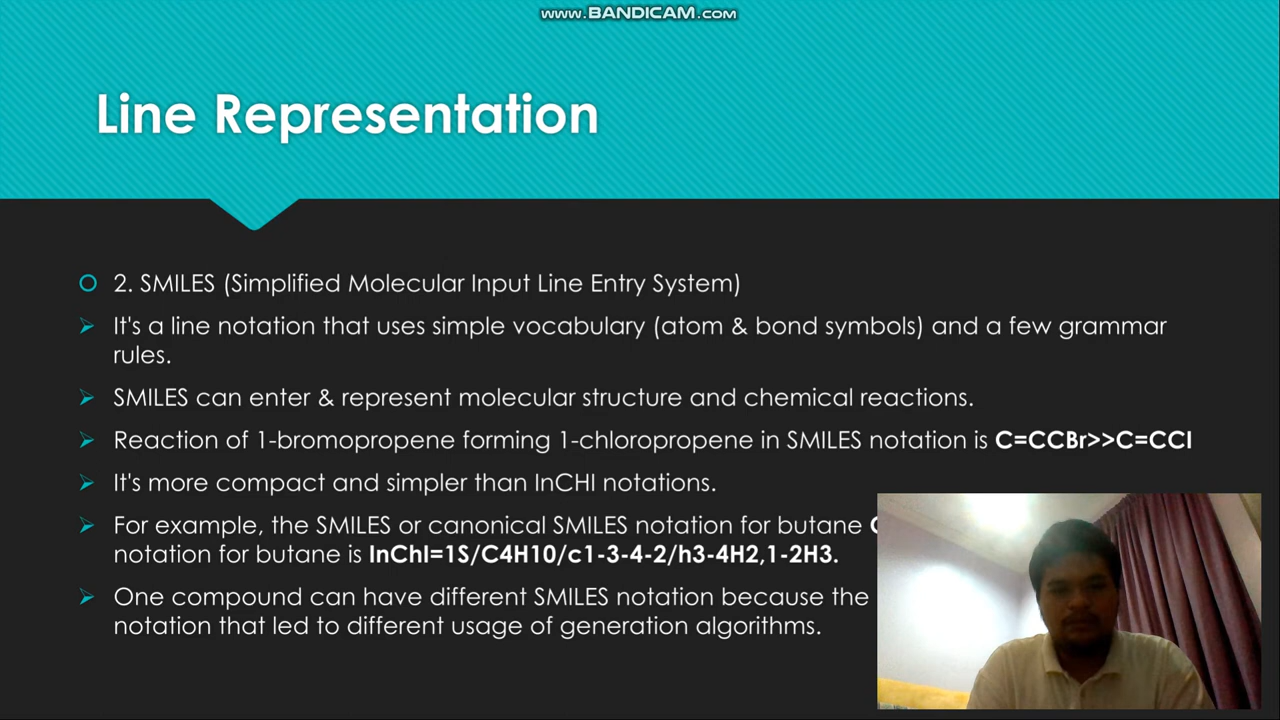 www.BANDICAM.com
Line Representation
2. SMILES (Simplified Molecular Input Line Entry System)
It's a line notation that uses simple vocabulary (atom & bond symbols) and a few grammar
rules.
SMILES can enter & represent molecular structure and chemical reactions.
Reaction of 1-bromopropene forming 1-chloropropene in SMILES notation is C=CCBr>>C=CCl
It's more compact and simpler than InCHI notations.
For example, the SMILES or canonical SMILES notation for butane
notation for butane is InChI=1S/C4H10/c1-3-4-2/h3-4H2,1-2H3.
One compound can have different SMILES notation because the
notation that led to different usage of generation algorithms.